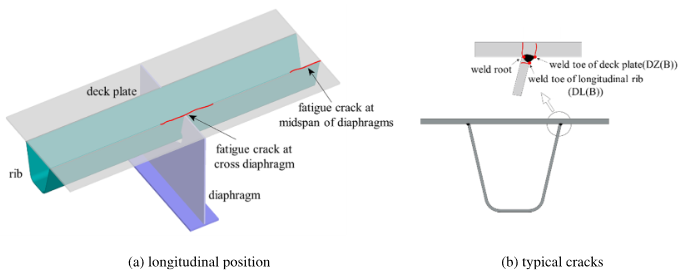 deck plate
fatigue crack at
midspan of diaphragms
fatigue crack at
cross diaphragm
rib
diaphragm
(a) longitudinal position
weld root
weld toe of deck plate(DZ(B))
weld toe of longitudinal rib
(DL(B))
(b) typical cracks